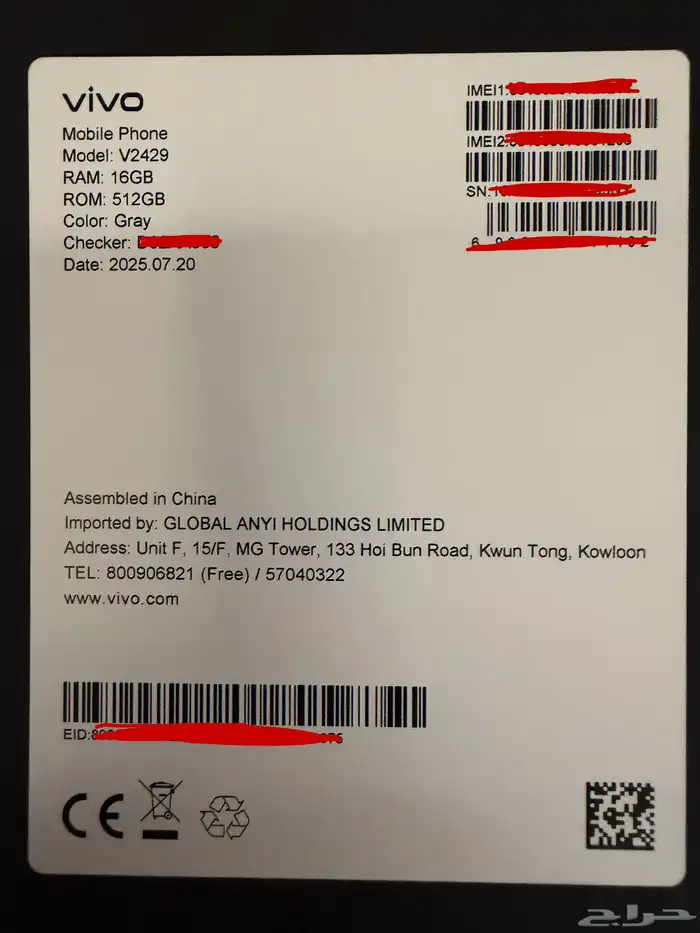 vivo
Mobile Phone
Model: V2429
RAM: 16GB
ROM: 512GB
Color: Gray
Checker:
Date: 2025.07.20
IMEI1:
IMEI2:
SN:
Assembled in China
Imported by: GLOBAL ANYI HOLDINGS LIMITED
Address: Unit F, 15/F, MG Tower, 133 Hoi Bun Road, Kwun Tong, Kowloon
TEL: 800906821 (Free) / 57040322
www.vivo.com
EID:
CE
حراج